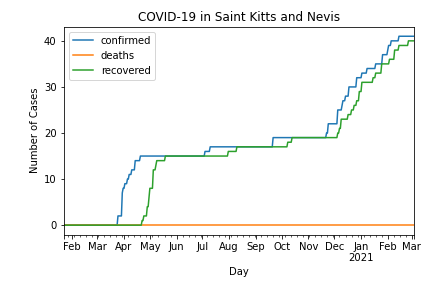 COVID-19 in Saint Kitts and Nevis
confirmed
deaths
recovered
Number of Cases
40
30
20
10
0
Feb Mar Apr May Jun Jul Aug Sep Oct Nov Dec Jan Feb Mar
2021
Day